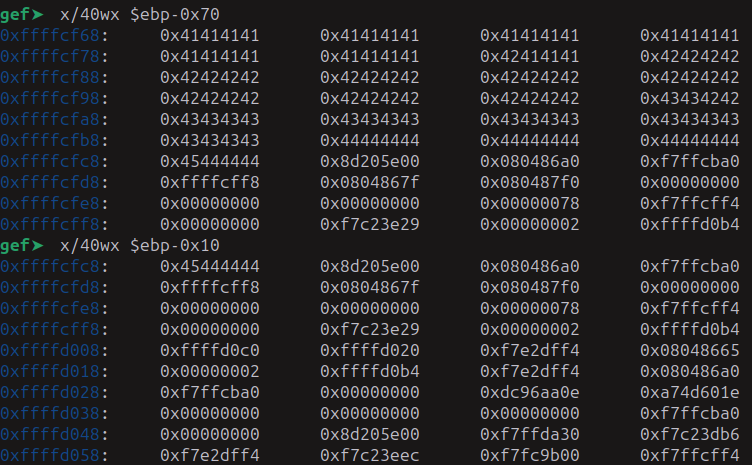 gef➤  x/40wx $ebp-0x70
0xffffcf68:	0x41414141	0x41414141	0x41414141	0x41414141
0xffffcf78:	0x41414141	0x41414141	0x42414141	0x42424242
0xffffcf88:	0x42424242	0x42424242	0x42424242	0x42424242
0xffffcf98:	0x42424242	0x42424242	0x42424242	0x43434242
0xffffcfa8:	0x43434343	0x43434343	0x43434343	0x43434343
0xffffcfb8:	0x43434343	0x44444444	0x44444444	0x44444444
0xffffcfc8:	0x45444444	0x8d205e00	0x080486a0	0xf7ffcba0
0xffffcfd8:	0xffffcff8	0x0804867f	0x080487f0	0x00000000
0xffffcfe8:	0x00000000	0x00000000	0x00000078	0xf7ffcff4
0xffffcff8:	0x00000000	0xf7c23e29	0x00000002	0xffffd0b4
gef➤  x/40wx $ebp-0x10
0xffffcfc8:	0x45444444	0x8d205e00	0x080486a0	0xf7ffcba0
0xffffcfd8:	0xffffcff8	0x0804867f	0x080487f0	0x00000000
0xffffcfe8:	0x00000000	0x00000000	0x00000078	0xf7ffcff4
0xffffcff8:	0x00000000	0xf7c23e29	0x00000002	0xffffd0b4
0xffffd008:	0xffffd0c0	0xffffd020	0xf7e2dff4	0x08048665
0xffffd018:	0x00000002	0xffffd0b4	0xf7e2dff4	0x080486a0
0xffffd028:	0xf7ffcba0	0x00000000	0xdc96aa0e	0xa74d601e
0xffffd038:	0x00000000	0x00000000	0x00000000	0xf7ffcba0
0xffffd048:	0x00000000	0x8d205e00	0xf7ffda30	0xf7c23db6
0xffffd058:	0xf7e2dff4	0xf7c23eec	0xf7fc9b00	0xf7ffcff4